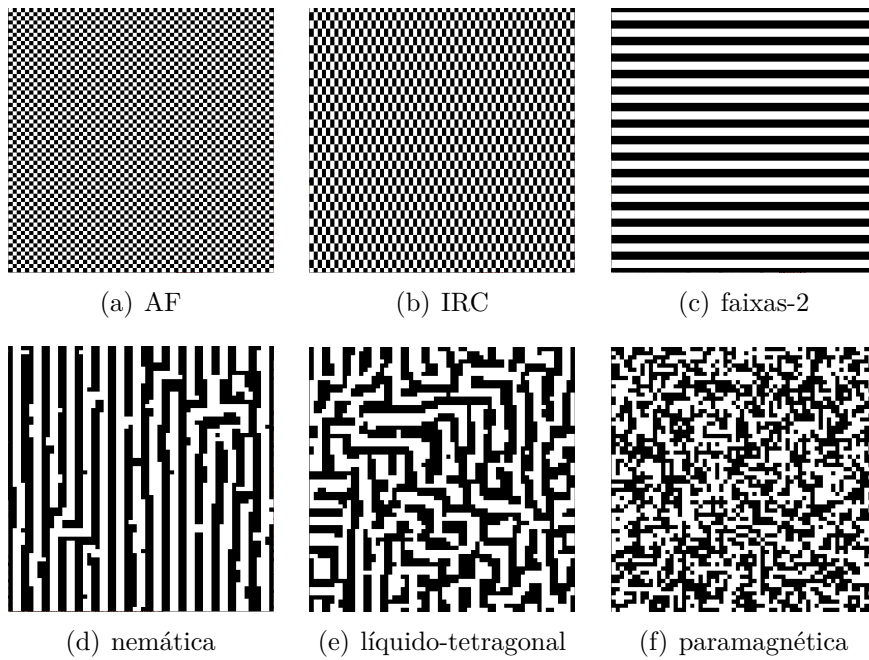 (a) AF
(b) IRC
(c) faixas-2
(d) nemática
(e) líquido-tetragonal
(f) paramagnética